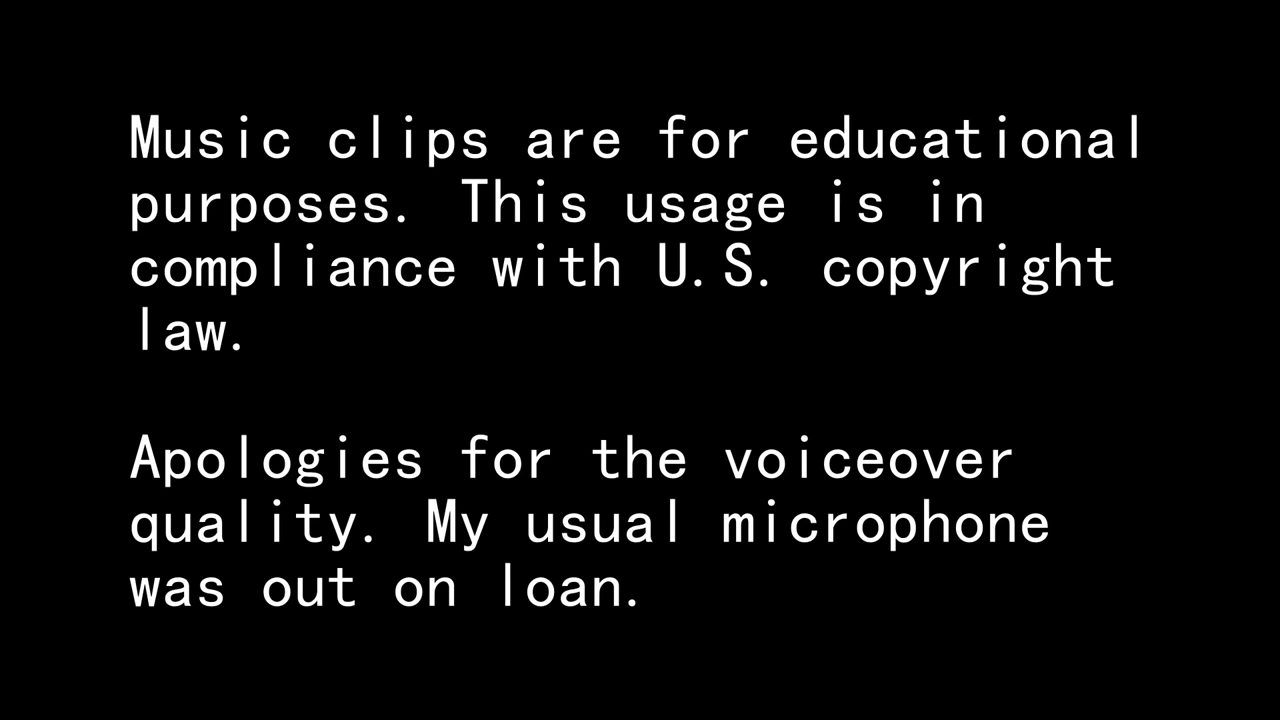 Music clips are for educational
purposes. This usage is in
compliance with U.S. copyright
law.
Apologies for the voiceover
quality. My usual microphone
was out on loan.